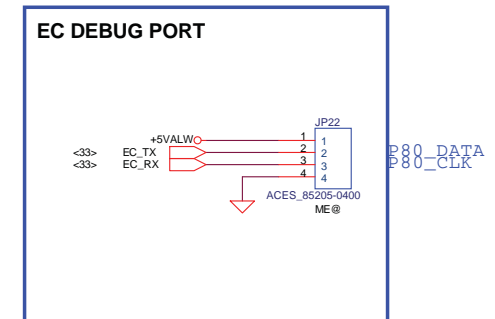 EC DEBUG PORT
JP22
+5VALW 1 1
<33> EC_TX 2 2 P80_DATA
<33> EC_RX 3 3 P80_CLK
4 4
ACES_85205-0400
ME@